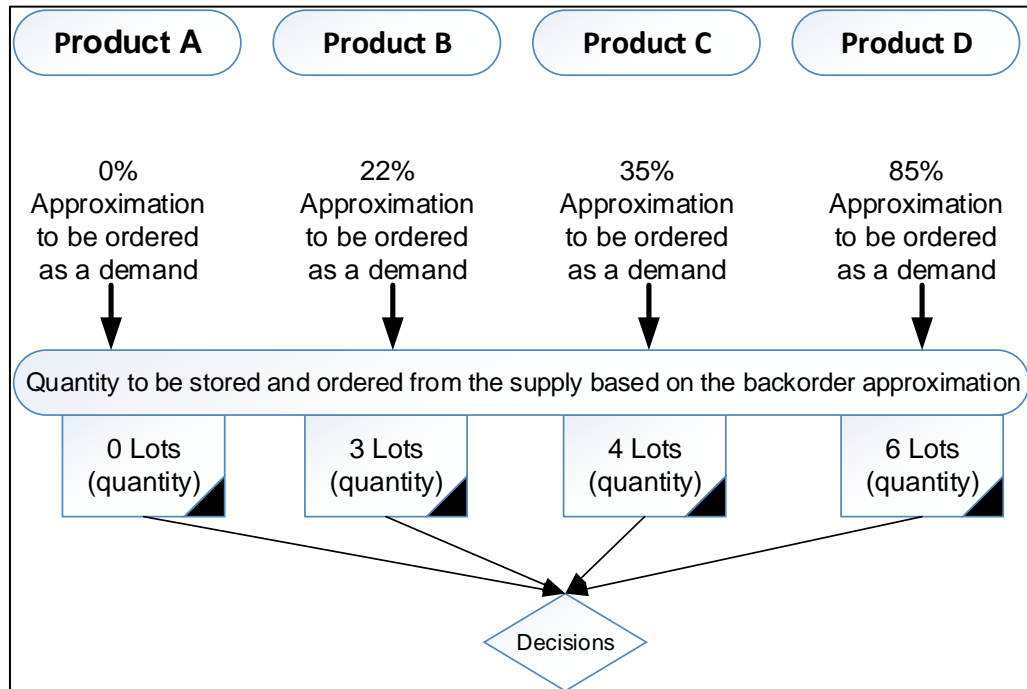 Product A
Product B
Product C
Product D
0%
Approximation
to be ordered
as a demand
22%
Approximation
to be ordered
as a demand
35%
Approximation
to be ordered
as a demand
85%
Approximation
to be ordered
as a demand
Quantity to be stored and ordered from the supply based on the backorder approximation
0 Lots
(quantity)
3 Lots
(quantity)
4 Lots
(quantity)
6 Lots
(quantity)
Decisions